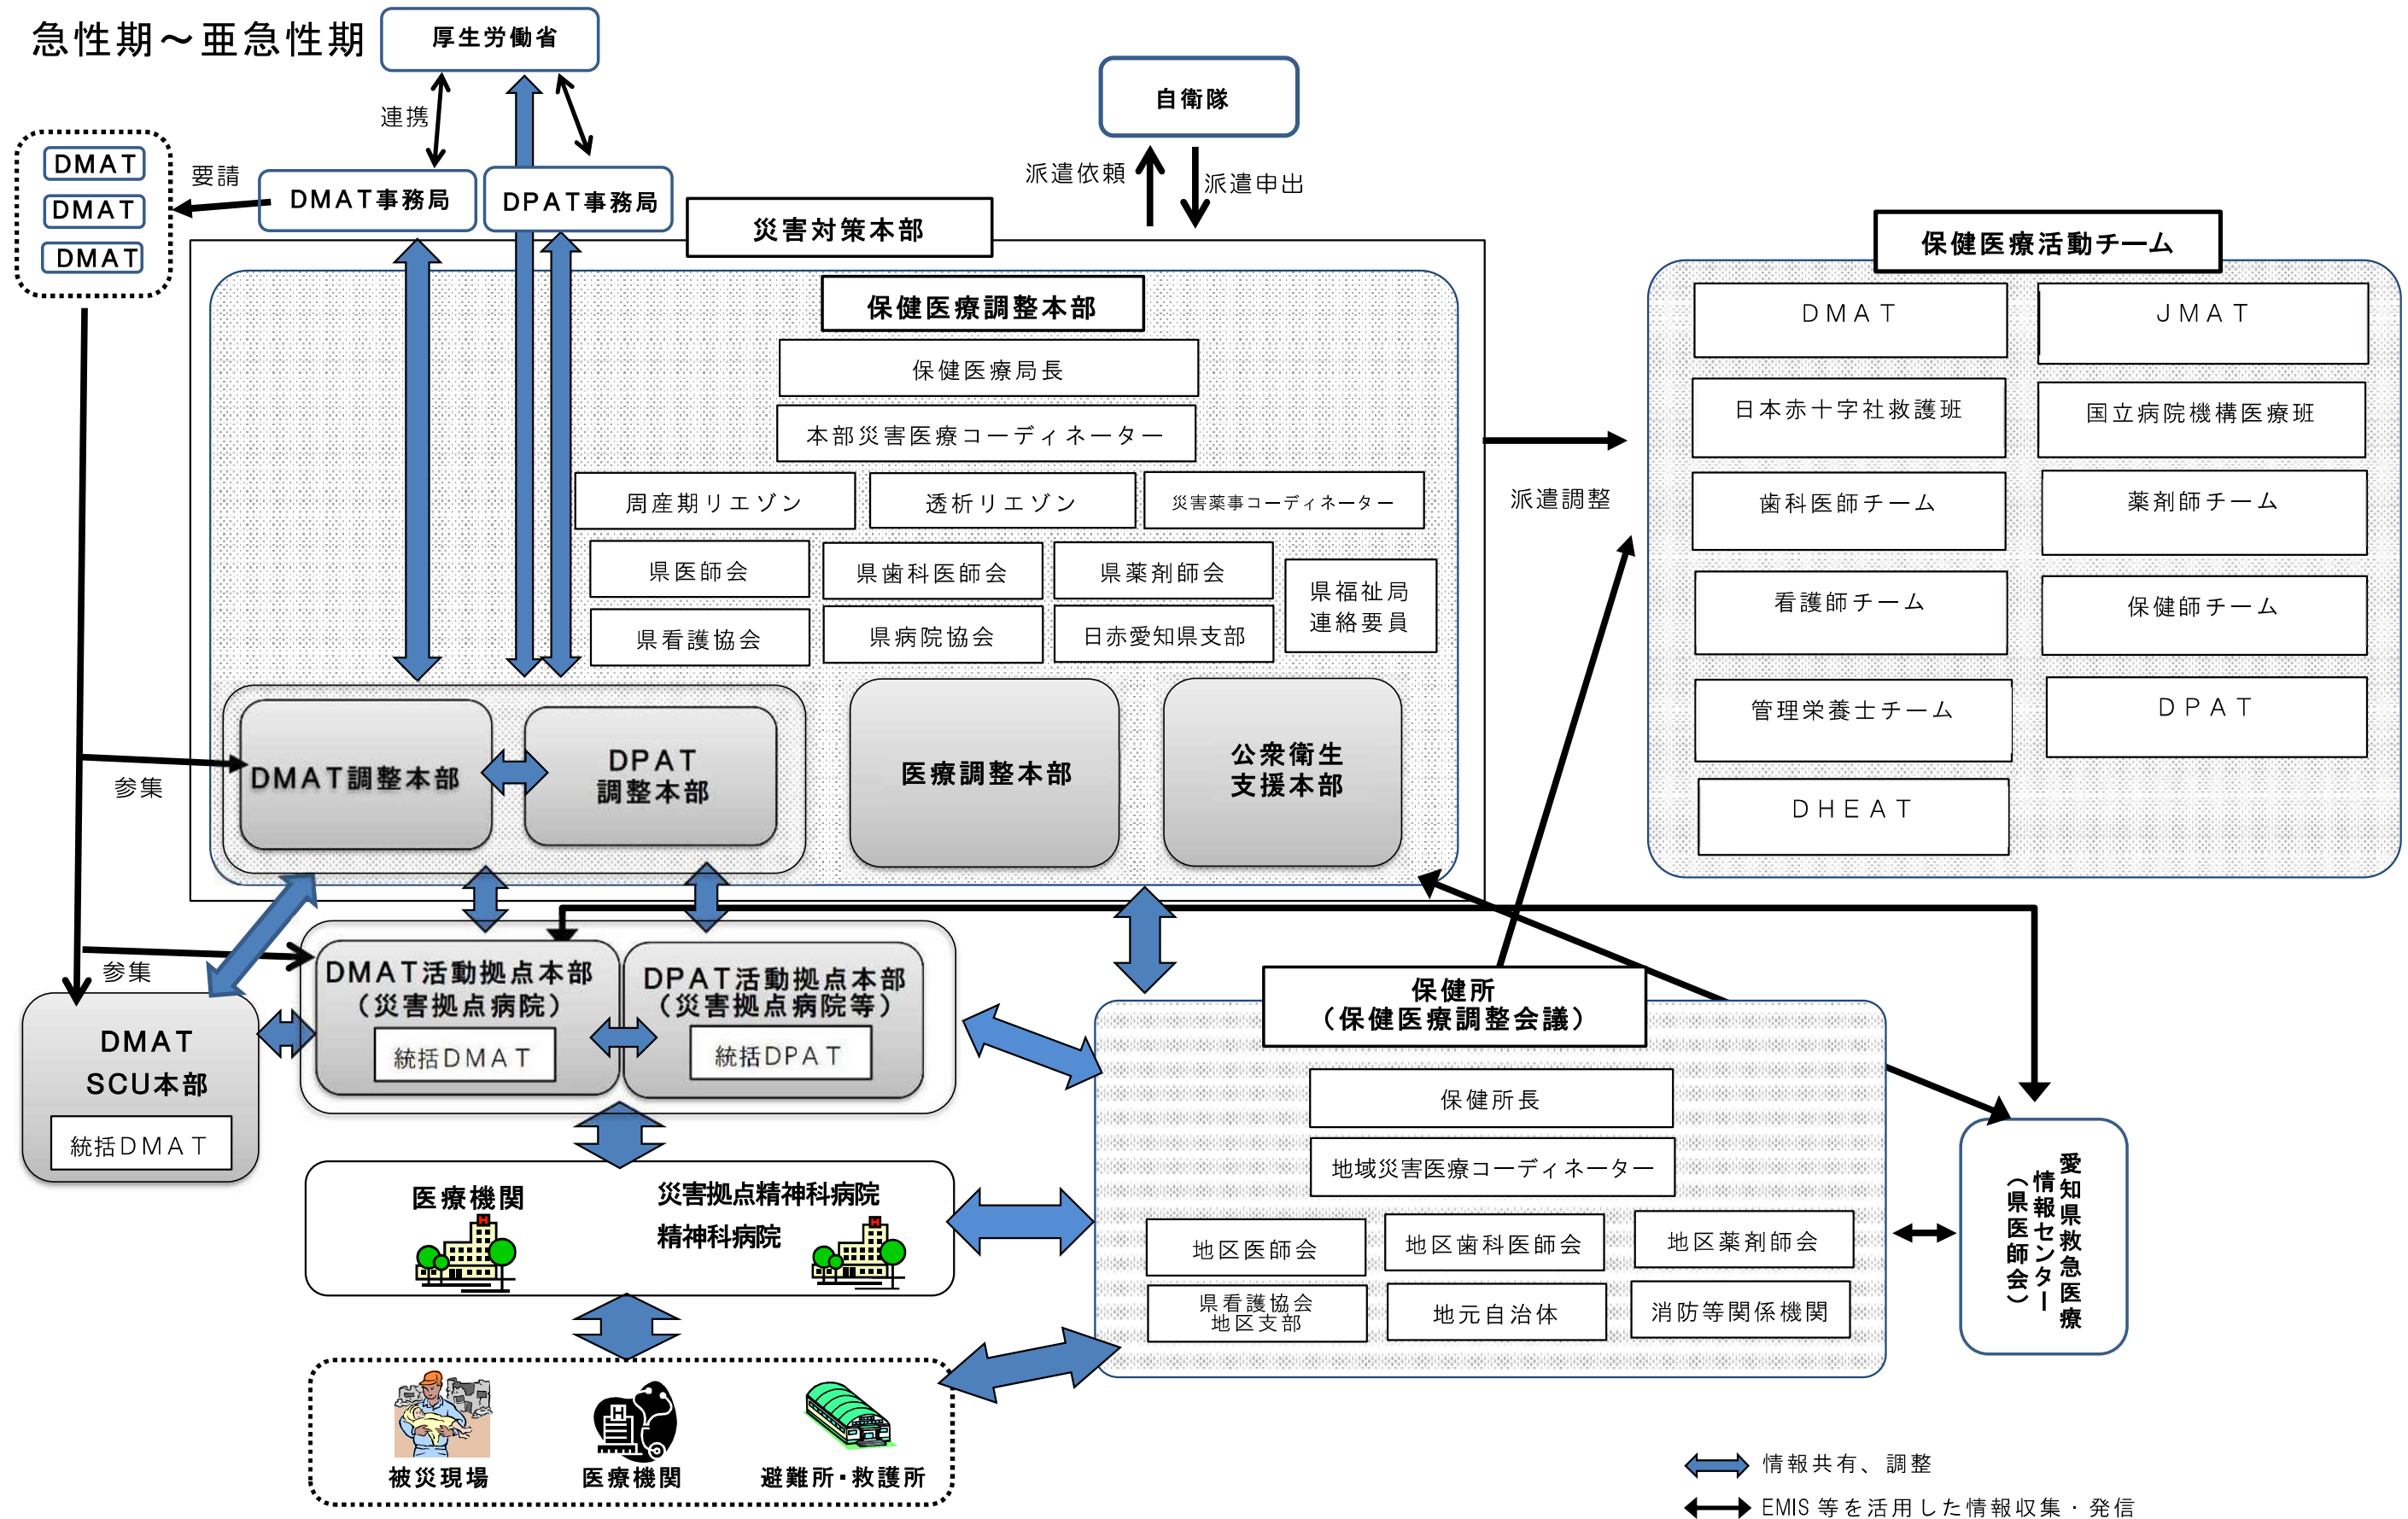 急性期～亜急性期
厚生労働省
連携
自衛隊
派遣依頼
派遣申出
DMAT
DMAT
DMAT
要請
DMAT事務局
DPAT事務局
災害対策本部
保健医療調整本部
保健医療局長
本部災害医療コーディネーター
周産期リエゾン
透析リエゾン
災害薬事コーディネーター
県医師会
県歯科医師会
県薬剤師会
県福祉局
連絡要員
県看護協会
県病院協会
日赤愛知県支部
DMAT調整本部
DPAT
調整本部
医療調整本部
公衆衛生
支援本部
派遣調整
保健医療活動チーム
DMAT
JMAT
日本赤十字社救護班
国立病院機構医療班
歯科医師チーム
薬剤師チーム
看護師チーム
保健師チーム
管理栄養士チーム
DPAT
DHEAT
参集
参集
DMAT
SCU本部
統括DMAT
DMAT活動拠点本部
（災害拠点病院）
統括DMAT
DPAT活動拠点本部
（災害拠点病院等）
統括DPAT
医療機関
災害拠点精神科病院
精神科病院
被災現場
医療機関
避難所・救護所
保健所
（保健医療調整会議）
保健所長
地域災害医療コーディネーター
地区医師会
地区歯科医師会
地区薬剤師会
県看護協会
地区支部
地元自治体
消防等関係機関
愛知県救急医療
情報センター
（県医師会）
情報共有、調整
EMIS 等を活用した情報収集・発信